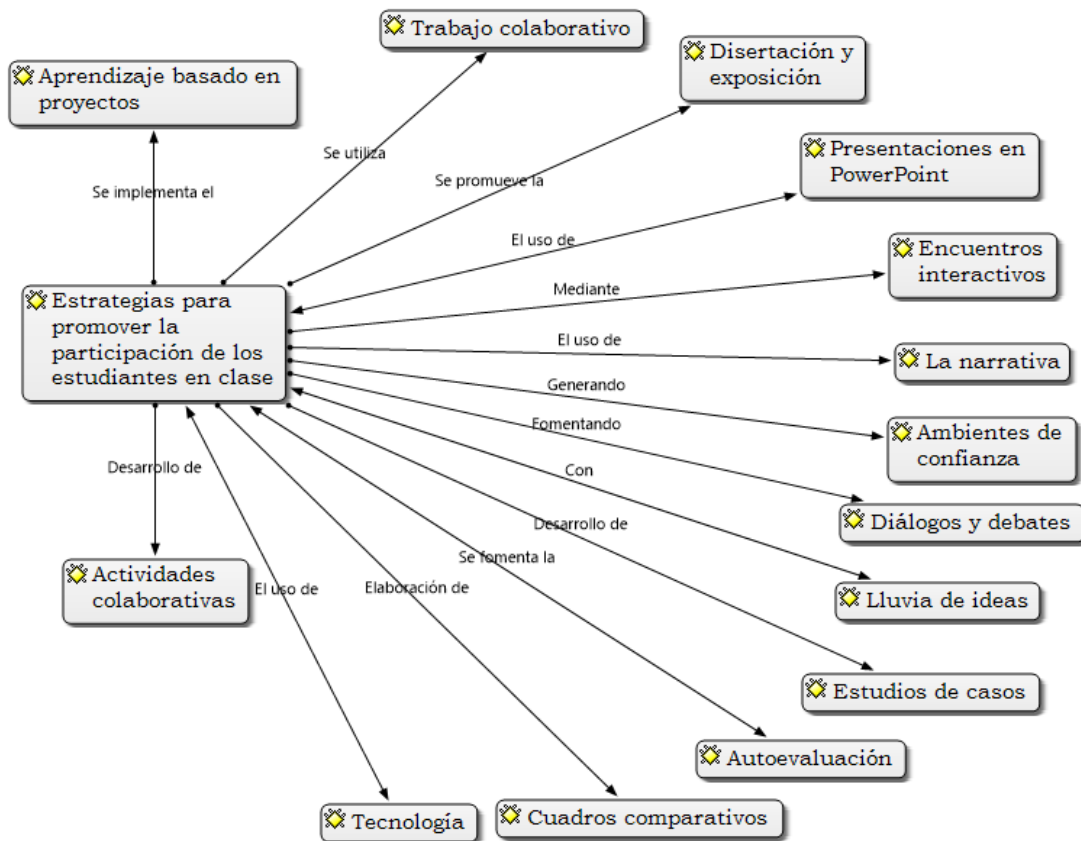 Trabajo colaborativo
Disertación y
exposición
Aprendizaje basado en
proyectos
Se utiliza
Presentaciones en
PowerPoint
Se promueve la
Se implementa el
El uso de
Encuentros
interactivos
Mediante
Estrategias para
promover la
participación de los
estudiantes en clase
El uso de
La narrativa
Generando
Ambientes de
confianza
Fomentando
Desarrollo de
Con
Diálogos y debates
Desarrollo de
Se fomenta la
Actividades
colaborativas
El uso de
Elaboración de
Lluvia de ideas
Estudios de casos
Autoevaluación
Tecnología
Cuadros comparativos